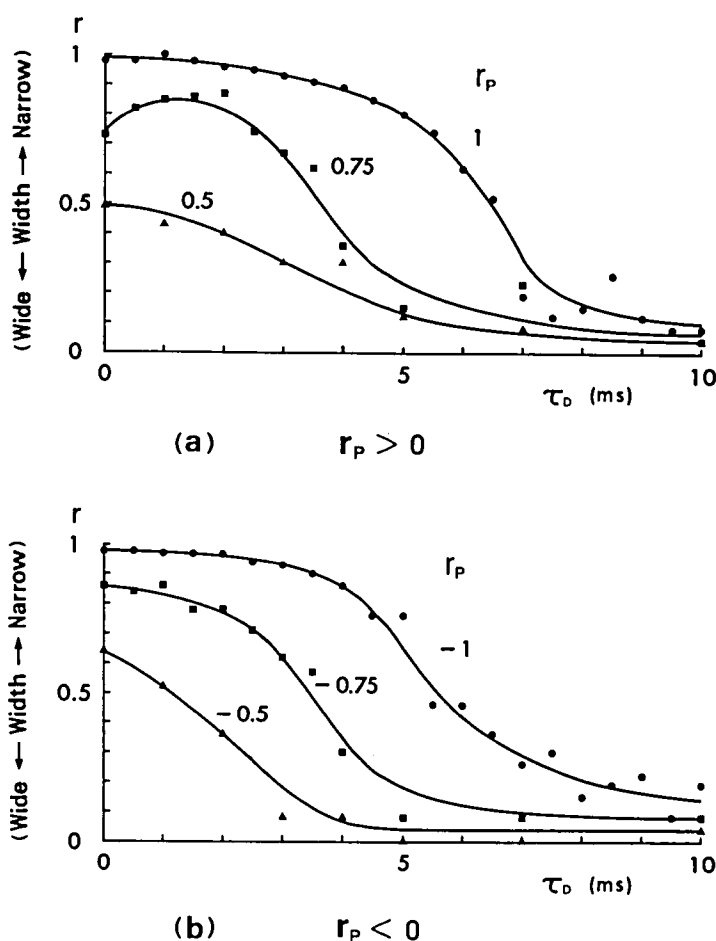 r
(Wide ← Width → Narrow)
1
0.5
0
r_P
1
0.75
0.5
0 5 10
τ_D (ms)
(a) r_P > 0
r
(Wide ← Width → Narrow)
1
0.5
0
r_P
−1
−0.75
−0.5
0 5 10
τ_D (ms)
(b) r_P < 0